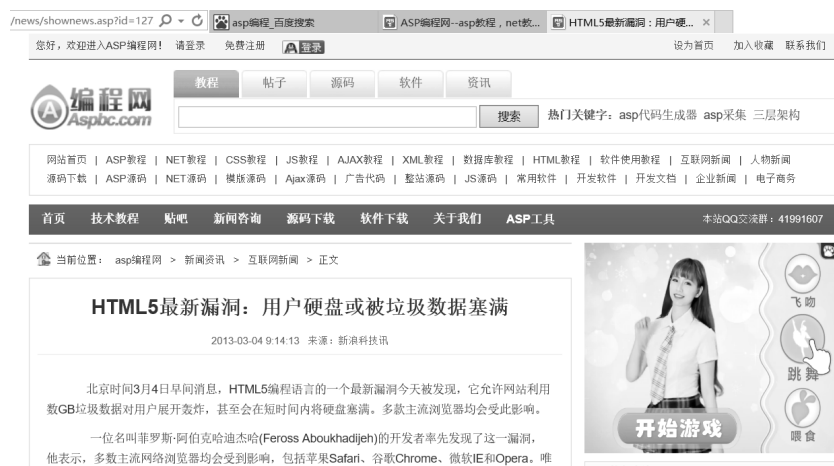 /news/shownews.asp?id=127
asp编程_百度搜索
ASP编程网--asp教程，net教...
HTML5最新漏洞：用户硬... ×
您好，欢迎进入ASP编程网! 请登录 免费注册 登录
设为首页 加入收藏 联系我们
教程 帖子 源码 软件 资讯
编程网
Aspbc.com
搜索
热门关键字：asp代码生成器 asp采集 三层架构
网站首页 | ASP教程 | NET教程 | CSS教程 | JS教程 | AJAX教程 | XML教程 | 数据库教程 | HTML教程 | 软件使用教程 | 互联网新闻 | 人物新闻
源码下载 | ASP源码 | NET源码 | 模版源码 | Ajax源码 | 广告代码 | 整站源码 | JS源码 | 常用软件 | 开发软件 | 开发文档 | 企业新闻 | 电子商务
首页 技术教程 贴吧 新闻咨询 源码下载 软件下载 关于我们 ASP工具
本站QQ交流群：41991607
当前位置： asp编程网 > 新闻资讯 > 互联网新闻 > 正文
HTML5最新漏洞：用户硬盘或被垃圾数据塞满
2013-03-04 9:14:13 来源：新浪科技讯
北京时间3月4日早间消息，HTML5编程语言的一个最新漏洞今天被发现，它允许网站利用
数GB垃圾数据对用户展开轰炸，甚至会在短时间内将硬盘塞满。多款主流浏览器均会受此影响。
一位名叫菲罗斯·阿伯克哈迪杰哈(Feross Aboukhadijeh)的开发者率先发现了这一漏洞，
他表示，多数主流网络浏览器均会受到影响，包括苹果Safari、谷歌Chrome、微软IE和Opera。唯
飞吻
跳舞
喂食
开始游戏